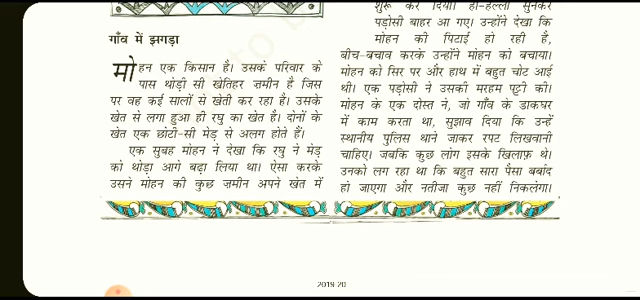 गाँव में झगड़ा
मोहन एक किसान है। उसके परिवार के
पास थोड़ी सी खेतिहर ज़मीन है जिस
पर वह कई सालों से खेती कर रहा है। उसके
खेत से लगा हुआ ही रघु का खेत है। दोनों के
खेत एक छोटी-सी मेड़ से अलग होते हैं।
एक सुबह मोहन ने देखा कि रघु ने मेड़
को थोड़ा आगे बढ़ा लिया था। ऐसा करके
उसने मोहन की कुछ ज़मीन अपने खेत में
शुरू कर दिया। हो-हल्ला सुनकर
पड़ोसी बाहर आ गए। उन्होंने देखा कि
मोहन की पिटाई हो रही है,
बीच-बचाव करके उन्होंने मोहन को बचाया।
मोहन को सिर पर और हाथ में बहुत चोट आई
थी। एक पड़ोसी ने उसकी मरहम पट्टी की।
मोहन के एक दोस्त ने, जो गाँव के डाकघर
में काम करता था, सुझाव दिया कि उन्हें
स्थानीय पुलिस थाने जाकर रपट लिखवानी
चाहिए। जबकि कुछ लोग इसके खिलाफ़ थे।
उनको लग रहा था कि बहुत सारा पैसा बर्बाद
हो जाएगा और नतीजा कुछ नहीं निकलेगा।
2019-20